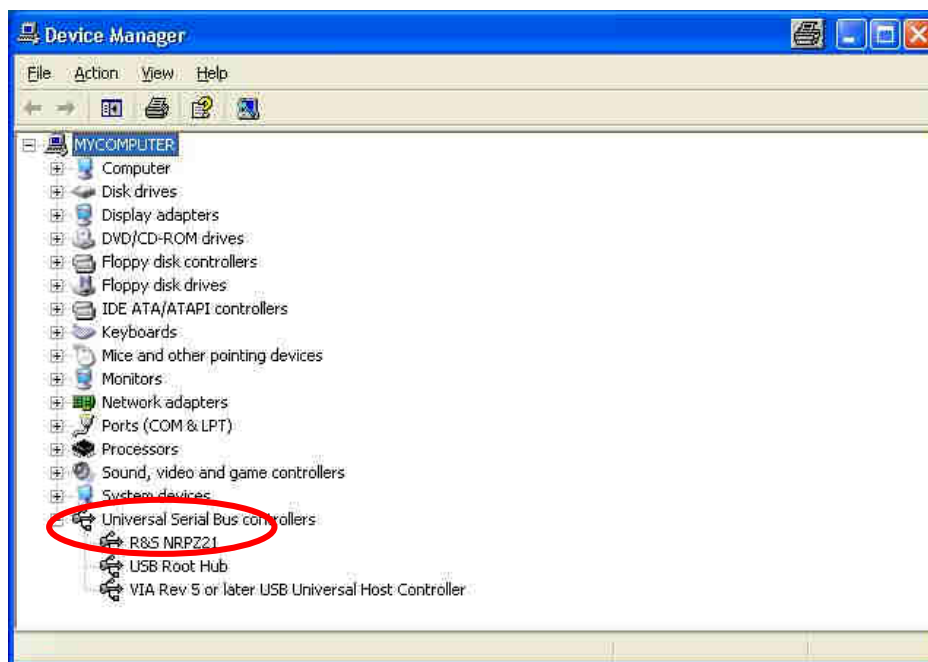 Device Manager
File Action View Help
MYCOMPUTER
Computer
Disk drives
Display adapters
DVD/CD-ROM drives
Floppy disk controllers
Floppy disk drives
IDE ATA/ATAPI controllers
Keyboards
Mice and other pointing devices
Monitors
Network adapters
Ports (COM & LPT)
Processors
Sound, video and game controllers
System devices
Universal Serial Bus controllers
R&S NRPZ21
USB Root Hub
VIA Rev 5 or later USB Universal Host Controller